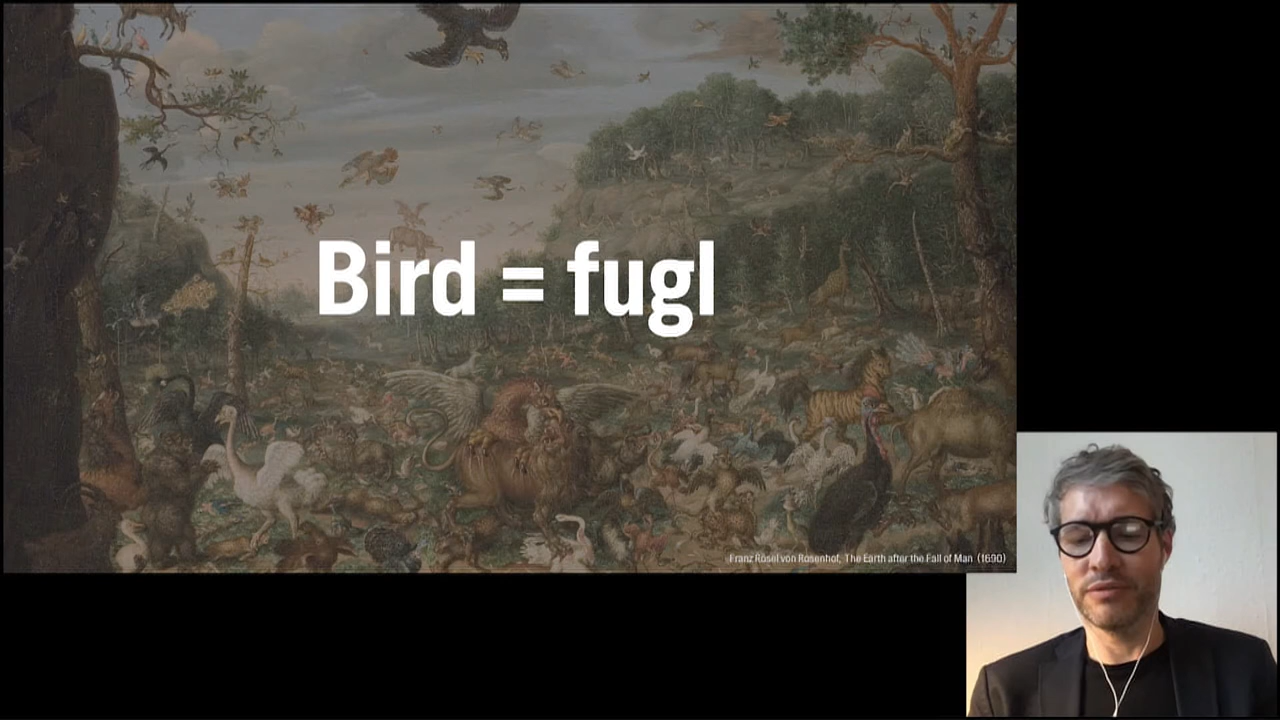 Bird = fugl
Franz Rösel von Rosenhof, The Earth after the Fall of Man (1690)